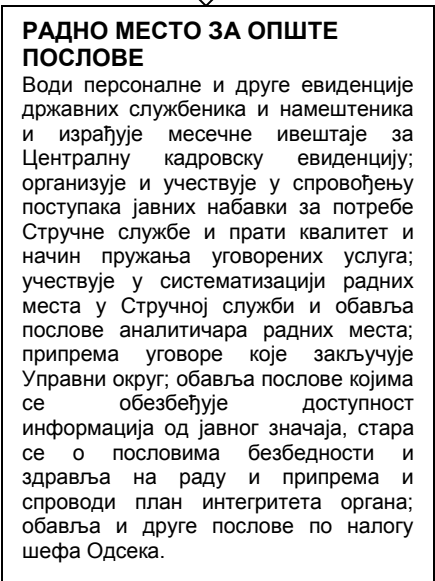 РАДНО МЕСТО ЗА ОПШТЕ
ПОСЛОВЕ
Води персоналне и друге евиденције
државних службеника и намештеника
и израђује месечне ивештаје за
Централну кадровску евиденцију;
организује и учествује у спровођењу
поступака јавних набавки за потребе
Стручне службе и прати квалитет и
начин пружања уговорених услуга;
учествује у систематизацији радних
места у Стручној служби и обавља
послове аналитичара радних места;
припрема уговоре које закључује
Управни округ; обавља послове којима
се обезбеђује доступност
информација од јавног значаја, стара
се о пословима безбедности и
здравља на раду и припрема и
спроводи план интегритета органа;
обавља и друге послове по налогу
шефа Одсека.